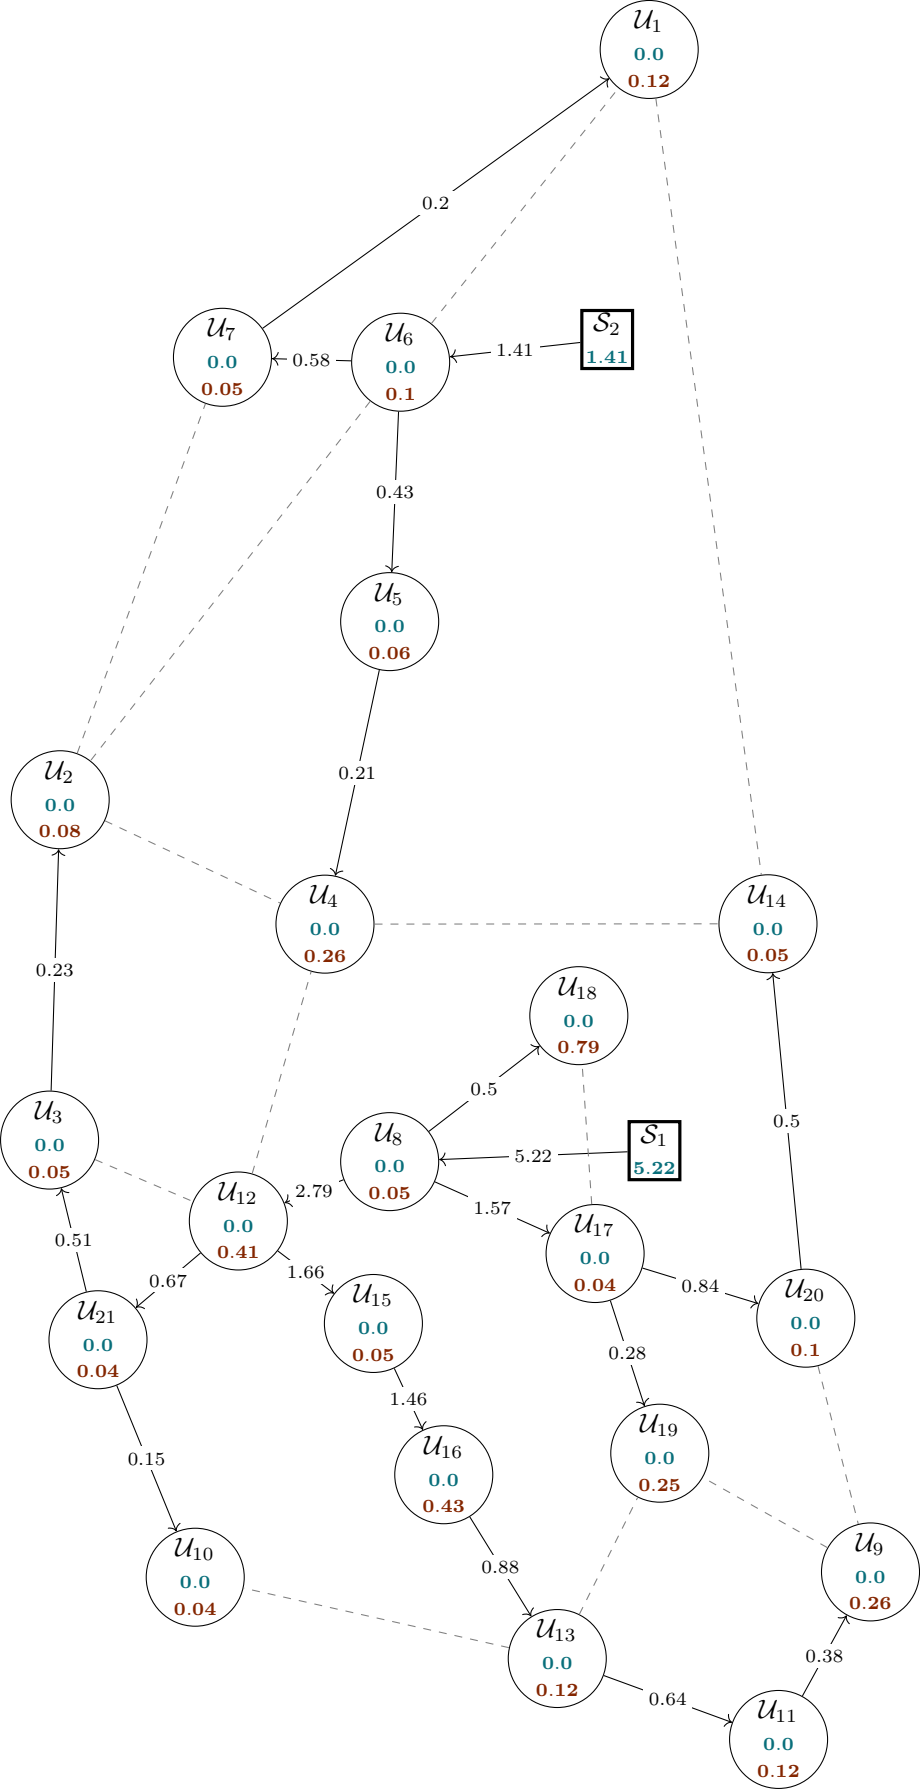 𝒰₁
0.0
0.12
0.2
𝒰₇
0.0
0.05
0.58
𝒰₆
0.0
0.1
1.41
𝒮₂
1.41
0.43
𝒰₅
0.0
0.06
0.21
𝒰₂
0.0
0.08
𝒰₄
0.0
0.26
𝒰₁₄
0.0
0.05
0.23
𝒰₁₈
0.0
0.79
0.5
0.5
𝒰₃
0.0
0.05
𝒰₈
0.0
0.05
5.22
𝒮₁
5.22
𝒰₁₂
0.0
0.41
2.79
1.57
𝒰₁₇
0.0
0.04
0.51
0.67
1.66
0.84
𝒰₂₁
0.0
0.04
𝒰₁₅
0.0
0.05
0.28
𝒰₂₀
0.0
0.1
1.46
0.15
𝒰₁₆
0.0
0.43
𝒰₁₉
0.0
0.25
𝒰₁₀
0.0
0.04
0.88
𝒰₉
0.0
0.26
𝒰₁₃
0.0
0.12
0.38
0.64
𝒰₁₁
0.0
0.12